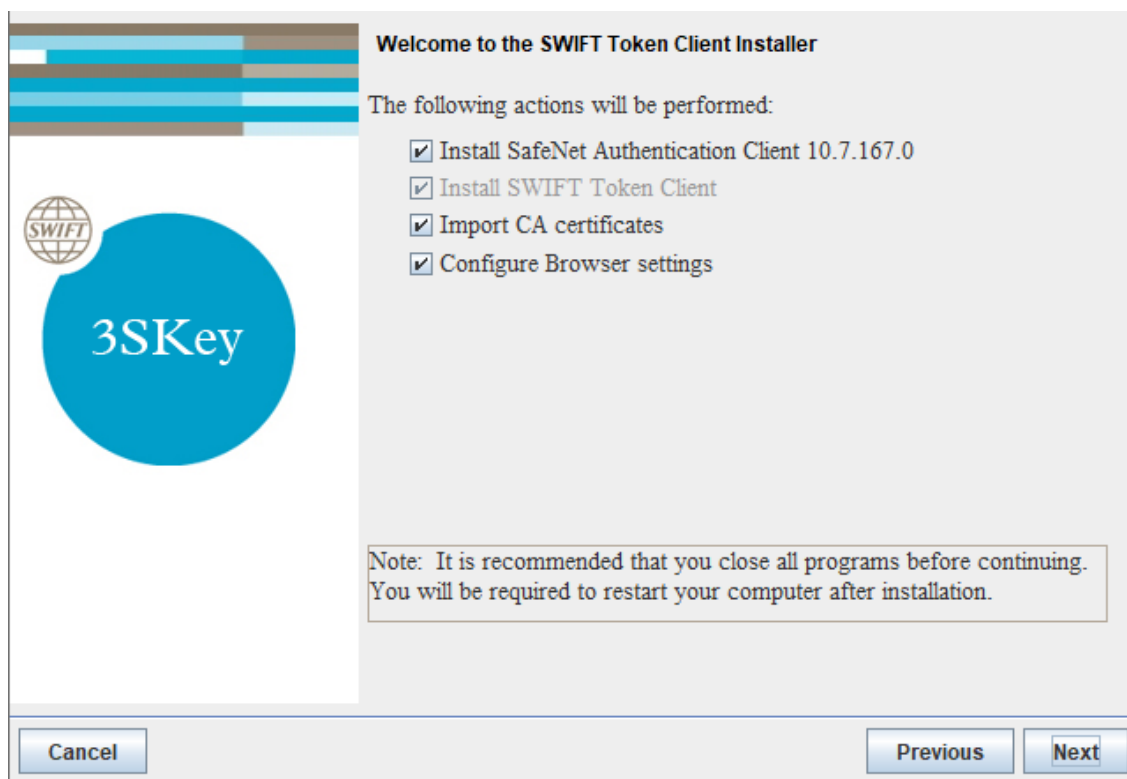 Welcome to the SWIFT Token Client Installer
The following actions will be performed:
Install SafeNet Authentication Client 10.7.167.0
Install SWIFT Token Client
Import CA certificates
Configure Browser settings
SWIFT
3SKey
Note:  It is recommended that you close all programs before continuing.
You will be required to restart your computer after installation.
Cancel
Previous
Next